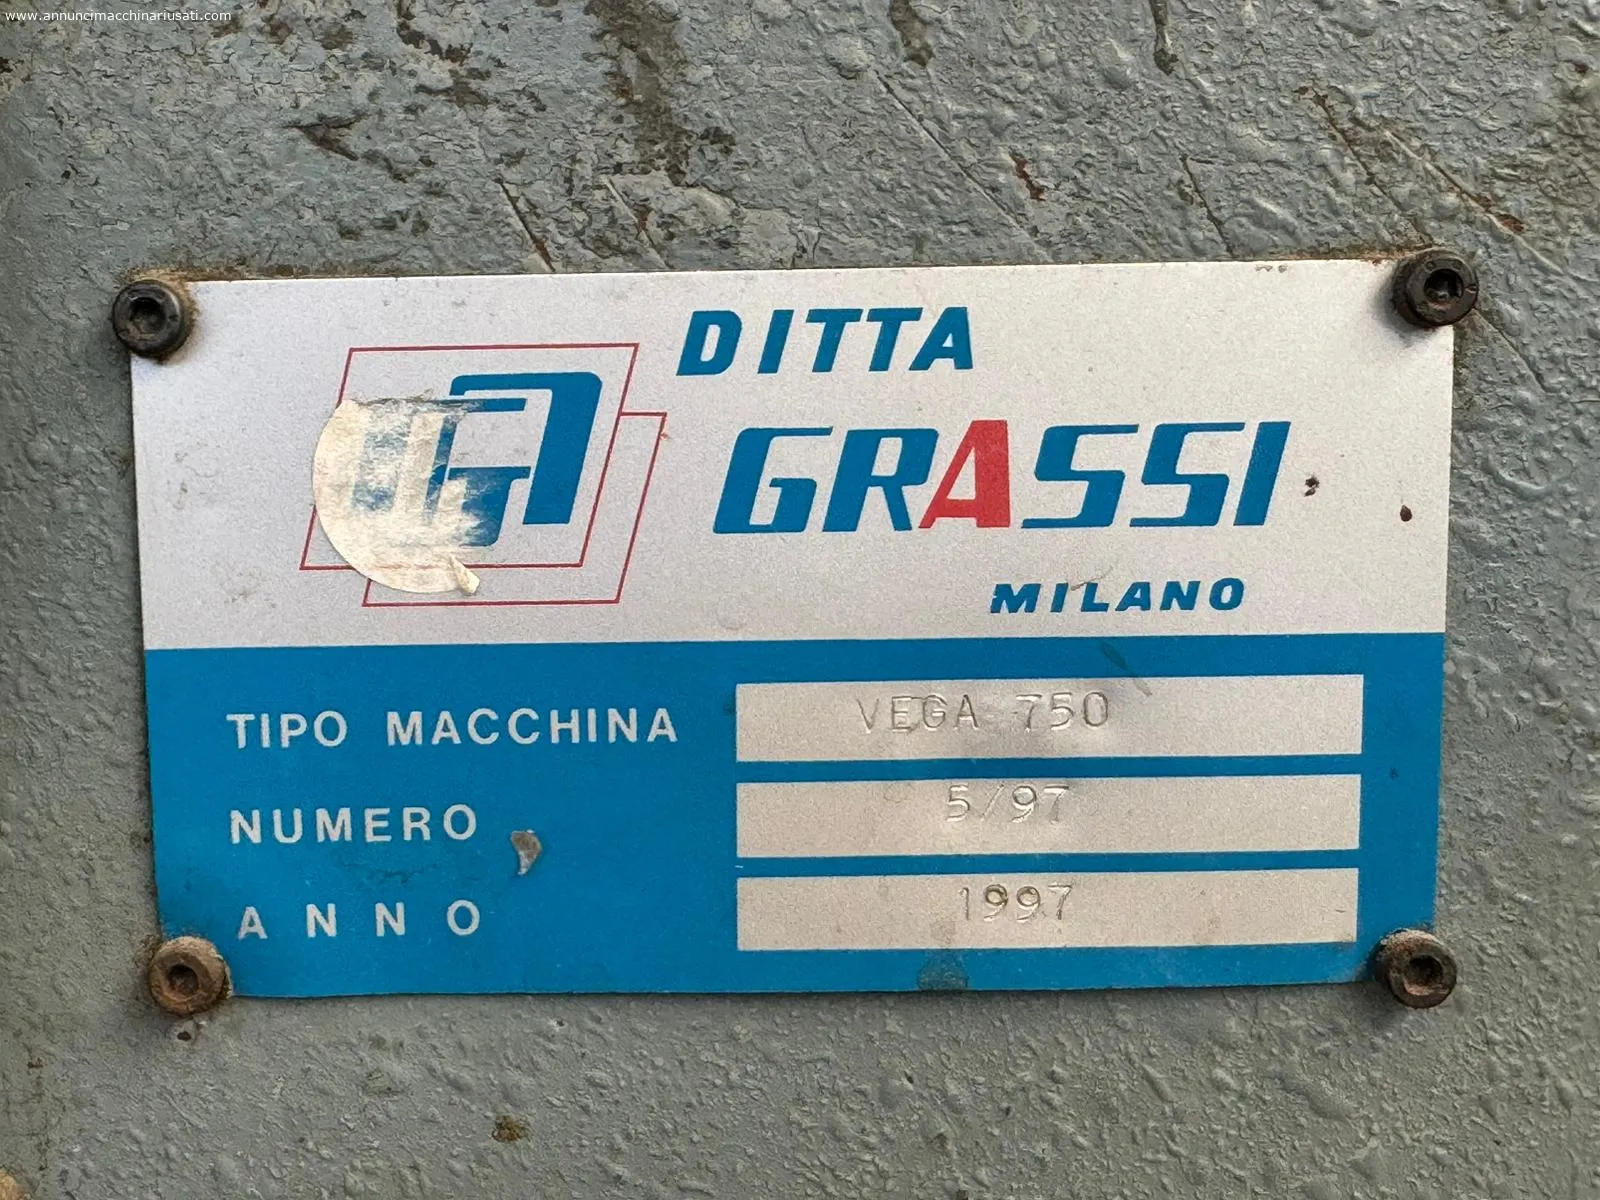 www.annuncimacchinariusati.com
DITTA
GRASSI
MILANO
TIPO MACCHINA VEGA 750
NUMERO 5/97
ANNO 1997